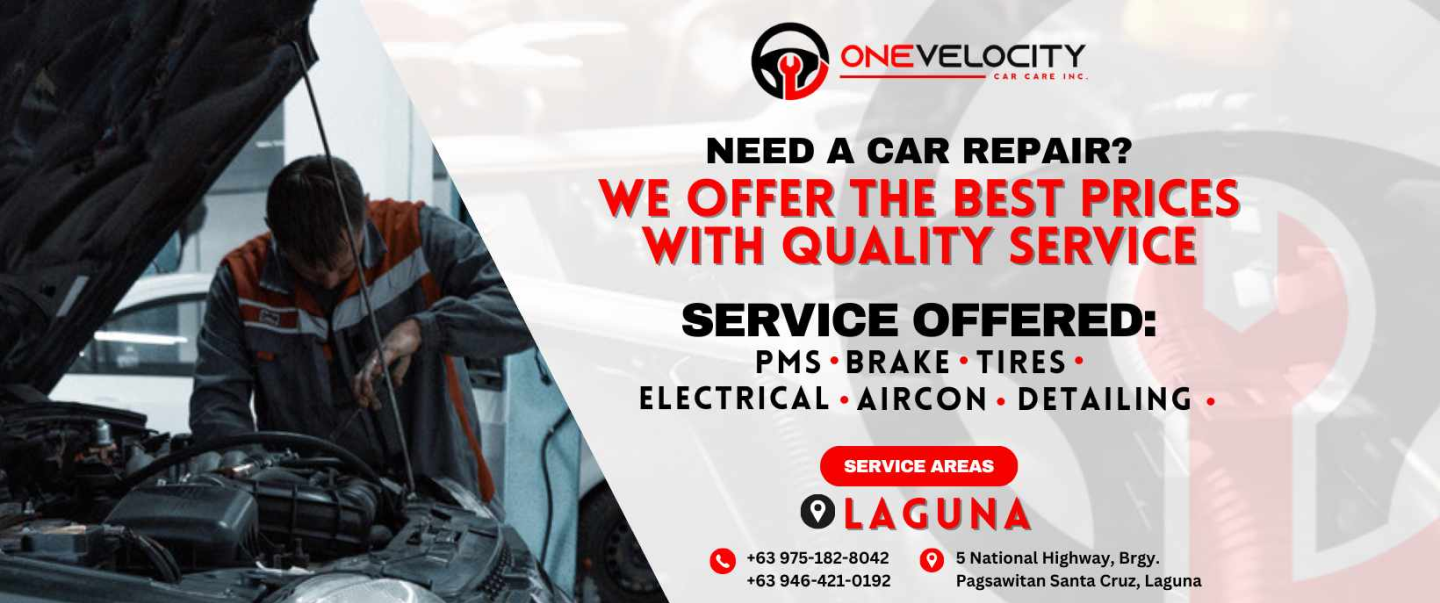 ONEVELOCITY
CAR CARE INC.
NEED A CAR REPAIR?
WE OFFER THE BEST PRICES
WITH QUALITY SERVICE
SERVICE OFFERED:
PMS • BRAKE • TIRES •
ELECTRICAL • AIRCON • DETAILING •
SERVICE AREAS
LAGUNA
+63 975-182-8042
+63 946-421-0192
5 National Highway, Brgy.
Pagsawitan Santa Cruz, Laguna